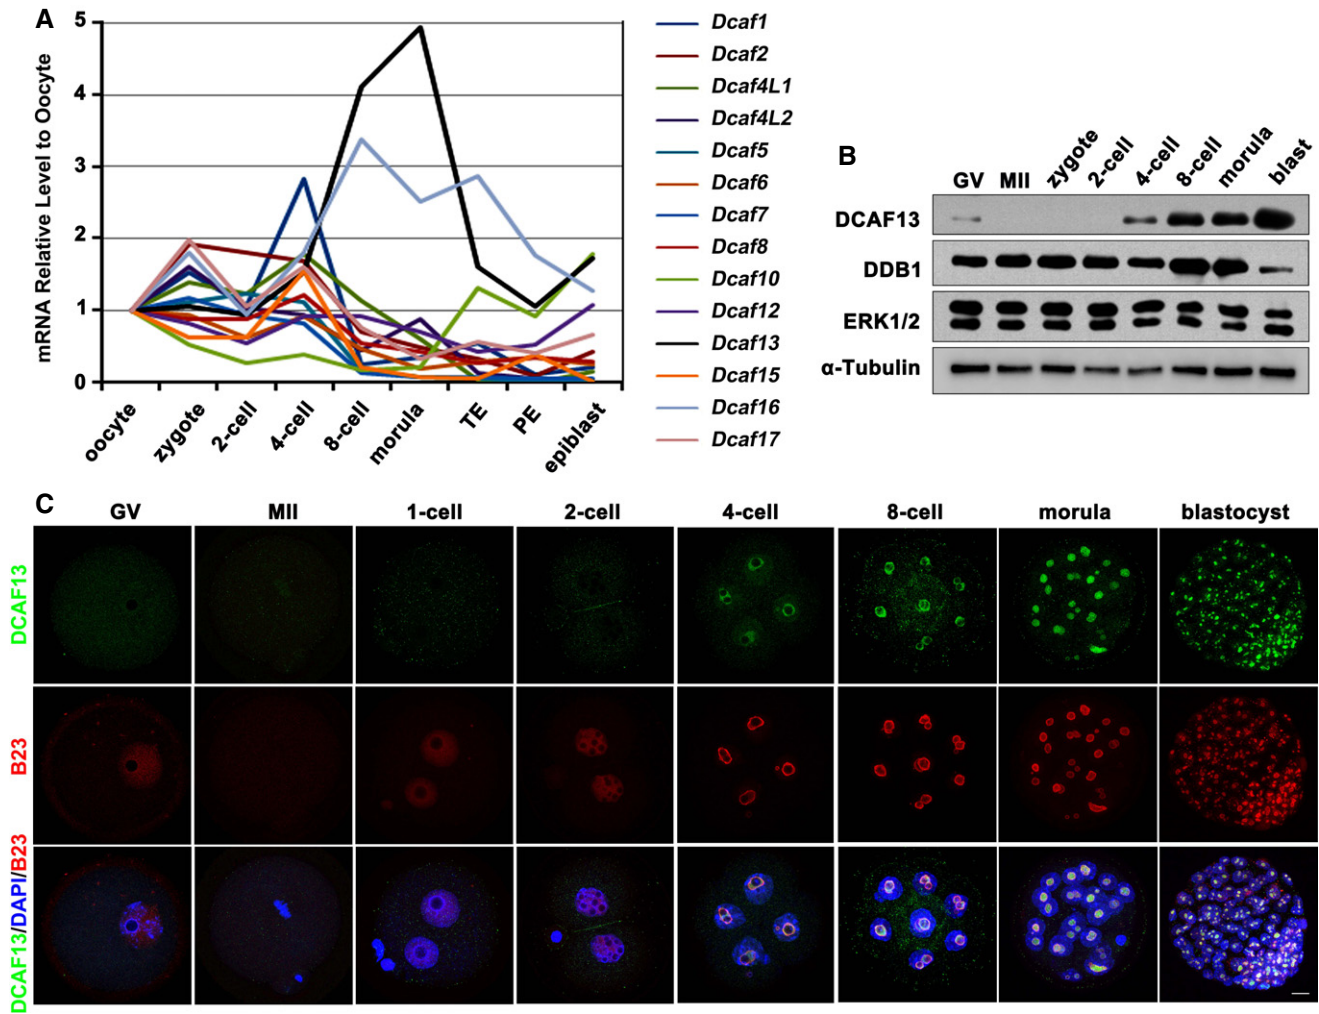 A
mRNA Relative Level to Oocyte
5
4
3
2
1
0
oocyte
zygote
2-cell
4-cell
8-cell
morula
TE
PE
epiblast
Dcaf1
Dcaf2
Dcaf4L1
Dcaf4L2
Dcaf5
Dcaf6
Dcaf7
Dcaf8
Dcaf10
Dcaf12
Dcaf13
Dcaf15
Dcaf16
Dcaf17
B
GV MII zygote 2-cell 4-cell 8-cell morula blast
DCAF13
DDB1
ERK1/2
α-Tubulin
C
GV MII 1-cell 2-cell 4-cell 8-cell morula blastocyst
DCAF13
B23
DCAF13/DAPI/B23